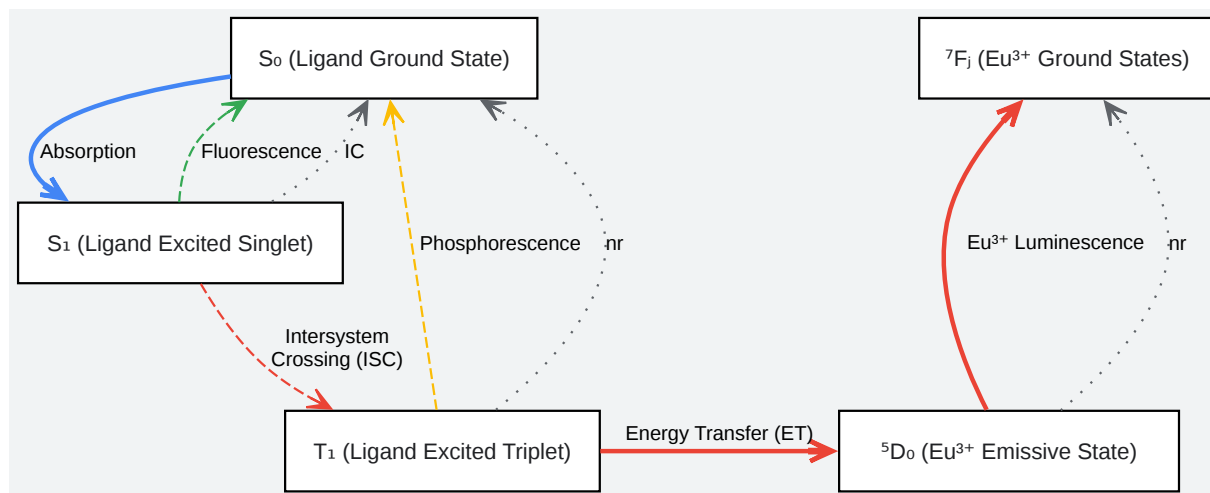 S₀ (Ligand Ground State)
⁷Fⱼ (Eu³⁺ Ground States)
Absorption
Fluorescence
IC
S₁ (Ligand Excited Singlet)
Phosphorescence
nr
Eu³⁺ Luminescence
nr
Intersystem
Crossing (ISC)
T₁ (Ligand Excited Triplet)
Energy Transfer (ET)
⁵D₀ (Eu³⁺ Emissive State)